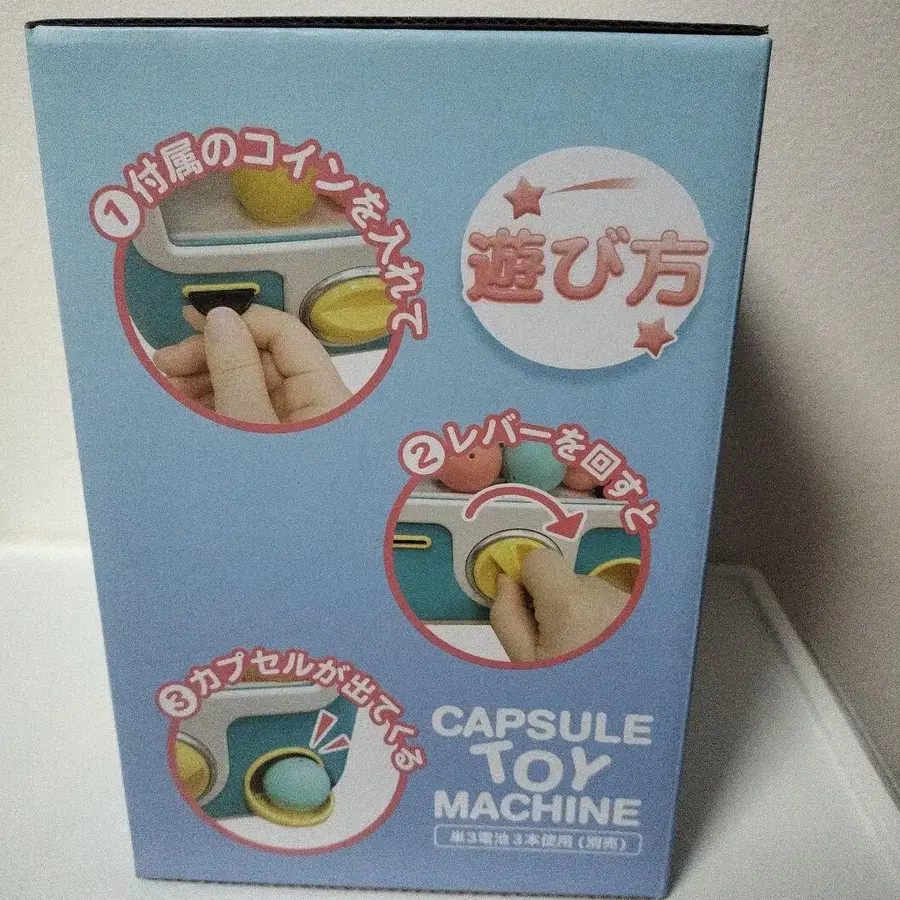 遊び方
①付属のコインを入れて
②レバーを回すと
③カプセルが出てくる
CAPSULE
TOY
MACHINE
単3電池3本使用(別売)